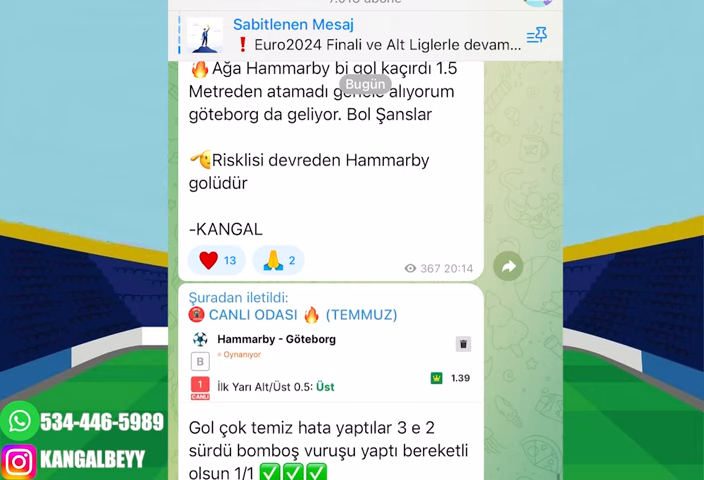 Sabitlenen Mesaj
❗ Euro2024 Finali ve Alt Liglerle devam...
🔥Ağa Hammarby bi gol kaçırdı 1.5
Bugün
Metreden atamadı alıyorum
göteborg da geliyor. Bol Şanslar
🫡Risklisi devreden Hammarby
golüdür
-KANGAL
❤️ 13 🙏 2
367 20:14
Şuradan iletildi:
🚨 CANLI ODASI 🔥 (TEMMUZ)
⚽ Hammarby - Göteborg
Oynanıyor
B
1
CANLI
İlk Yarı Alt/Üst 0.5: Üst
1.39
Gol çok temiz hata yaptılar 3 e 2
sürdü bomboş vuruşu yaptı bereketli
olsun 1/1 ✅✅✅
534-446-5989
KANGALBEYY